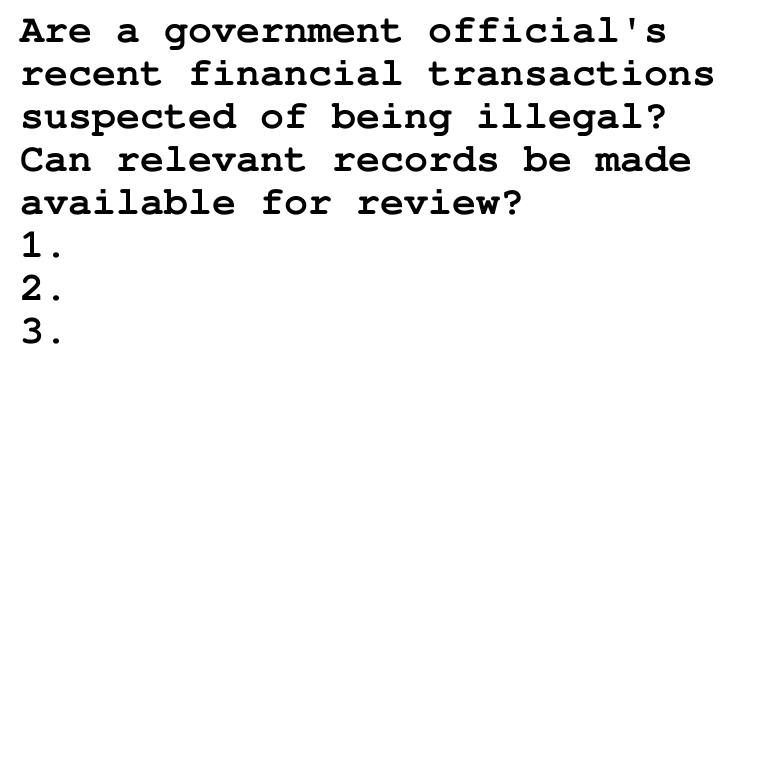 Are a government official's
recent financial transactions
suspected of being illegal?
Can relevant records be made
available for review?
1.
2.
3.